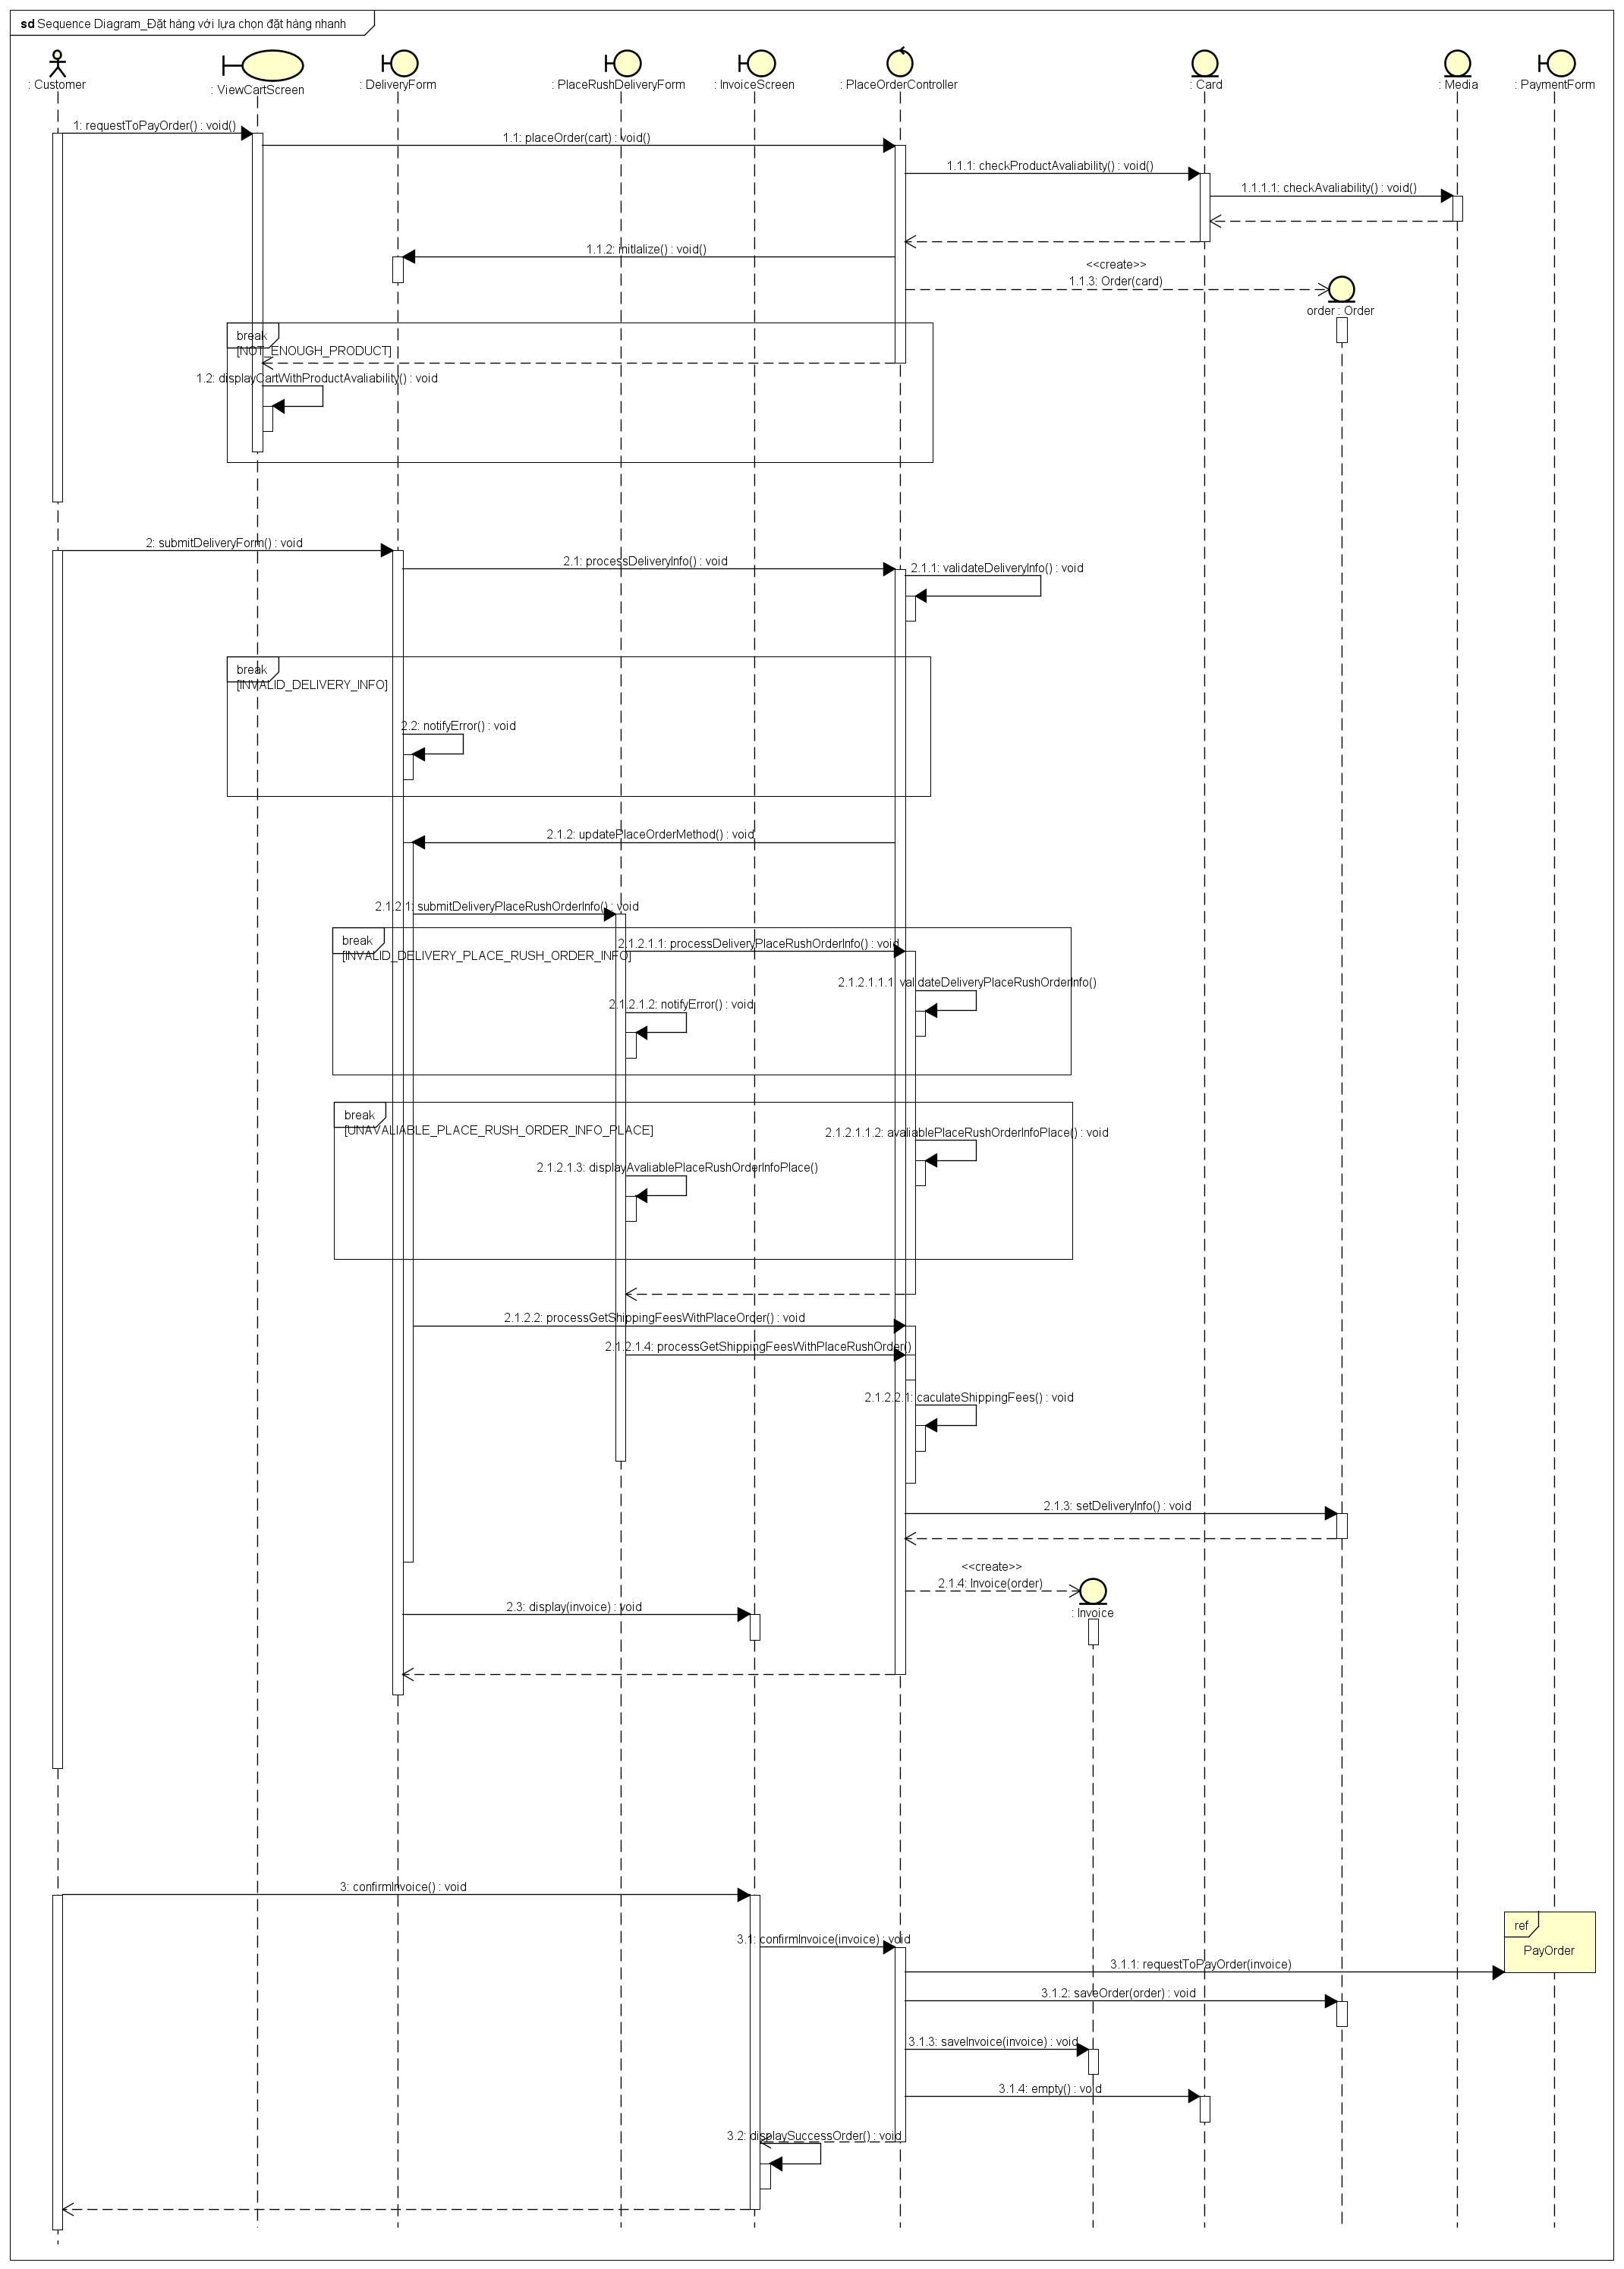 sd Sequence Diagram_Đặt hàng với lựa chọn đặt hàng nhanh
: Customer
: ViewCartScreen
: DeliveryForm
: PlaceRushDeliveryForm
: InvoiceScreen
: PlaceOrderController
: Card
: Media
: PaymentForm
1: requestToPayOrder() : void()
1.1: placeOrder(cart) : void()
1.1.1: checkProductAvaliability() : void()
1.1.1.1: checkAvaliability() : void()
1.1.2: initlalize() : void()
<<create>>
1.1.3: Order(card)
order : Order
break
[NOT_ENOUGH_PRODUCT]
1.2: displayCartWithProductAvaliability() : void
2: submitDeliveryForm() : void
2.1: processDeliveryInfo() : void
2.1.1: validateDeliveryInfo() : void
break
[INVALID_DELIVERY_INFO]
2.2: notifyError() : void
2.1.2: updatePlaceOrderMethod() : void
2.1.2.1: submitDeliveryPlaceRushOrderInfo() : void
break
2.1.2.1.1: processDeliveryPlaceRushOrderInfo() : void
[INVALID_DELIVERY_PLACE_RUSH_ORDER_INFO]
2.1.2.1.1.1: validateDeliveryPlaceRushOrderInfo()
2.1.2.1.2: notifyError() : void
break
[UNAVALIABLE_PLACE_RUSH_ORDER_INFO_PLACE]
2.1.2.1.1.2: avaliablePlaceRushOrderInfoPlace() : void
2.1.2.1.3: displayAvaliablePlaceRushOrderInfoPlace()
2.1.2.2: processGetShippingFeesWithPlaceOrder() : void
2.1.2.1.4: processGetShippingFeesWithPlaceRushOrder()
2.1.2.2.1: caculateShippingFees() : void
2.1.3: setDeliveryInfo() : void
<<create>>
2.1.4: Invoice(order)
: Invoice
2.3: display(invoice) : void
3: confirmInvoice() : void
ref
PayOrder
3.1: confirmInvoice(invoice) : void
3.1.1: requestToPayOrder(invoice)
3.1.2: saveOrder(order) : void
3.1.3: saveInvoice(invoice) : void
3.1.4: empty() : void
3.2: displaySuccessOrder() : void